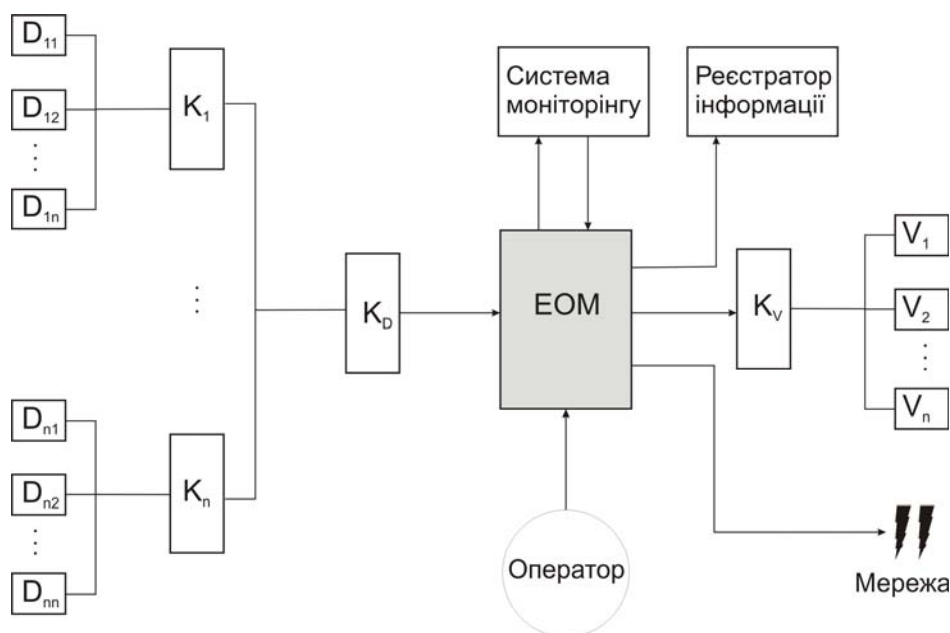 D11
D12
D1n
K1
Система
моніторінгу
Реєстратор
інформації
KD
ЕОМ
KV
V1
V2
Vn
Dn1
Dn2
Dnn
Kn
Оператор
Мережа